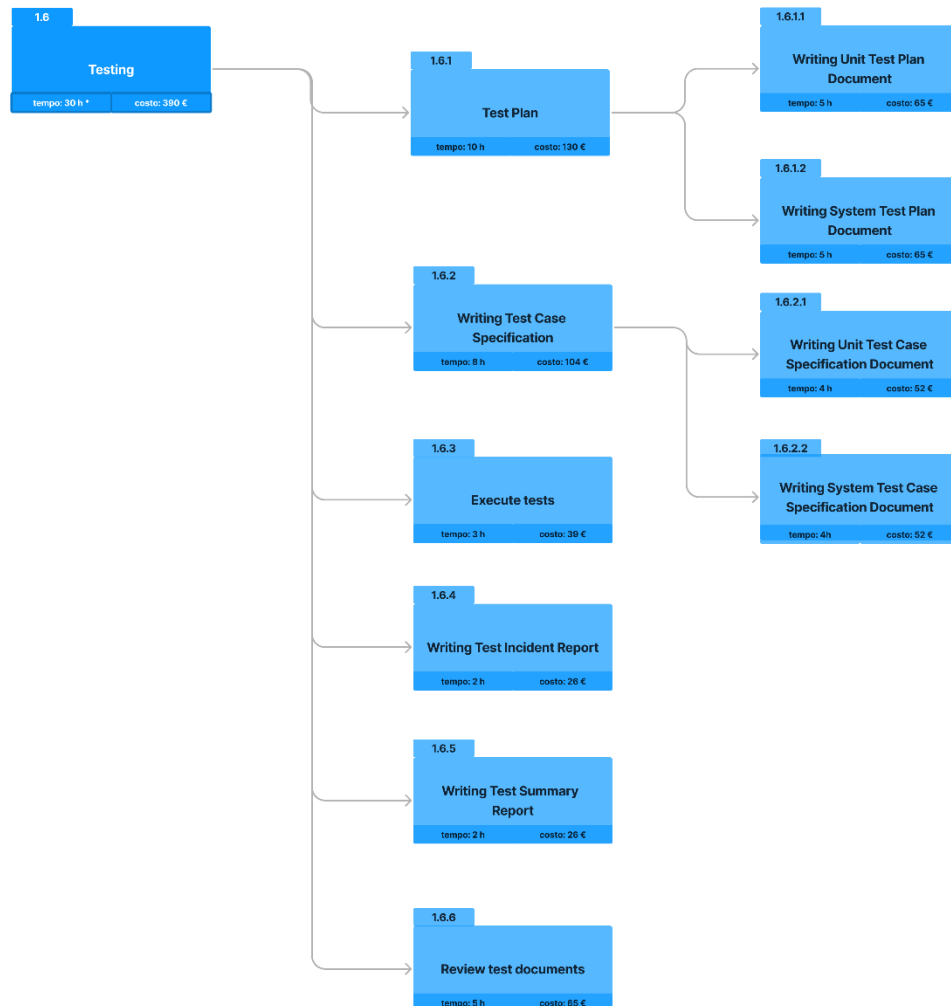 1.6
Testing
tempo: 30 h *
costo: 390 €
1.6.1
Test Plan
tempo: 10 h
costo: 130 €
1.6.1.1
Writing Unit Test Plan
Document
tempo: 5 h
costo: 65 €
1.6.1.2
Writing System Test Plan
Document
tempo: 5 h
costo: 65 €
1.6.2
Writing Test Case
Specification
tempo: 8 h
costo: 104 €
1.6.2.1
Writing Unit Test Case
Specification Document
tempo: 4 h
costo: 52 €
1.6.2.2
Writing System Test Case
Specification Document
tempo: 4h
costo: 52 €
1.6.3
Execute tests
tempo: 3 h
costo: 39 €
1.6.4
Writing Test Incident Report
tempo: 2 h
costo: 26 €
1.6.5
Writing Test Summary
Report
tempo: 2 h
costo: 26 €
1.6.6
Review test documents
tempo: 5 h
costo: 65 €